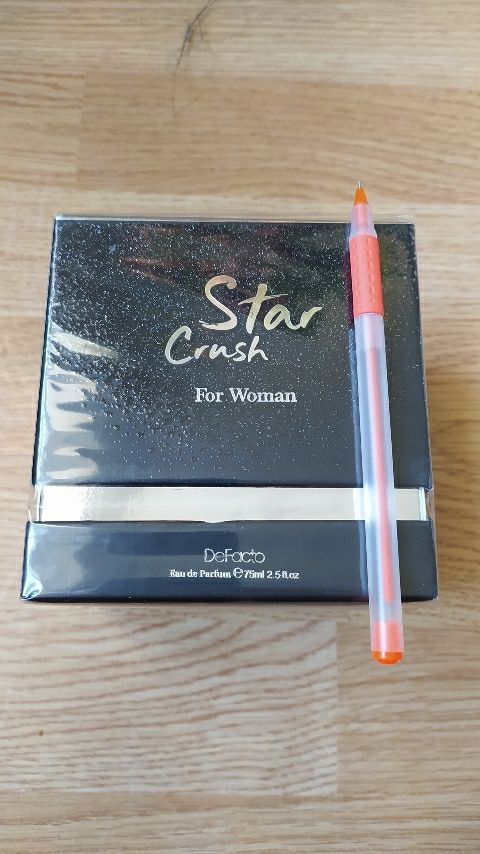 Star
Crush
For Woman
DeFacto
Eau de Parfum ℮ 75ml 2.5 fl.oz